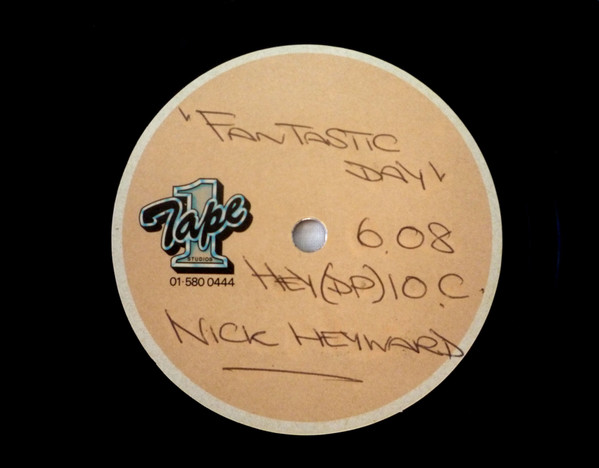 'FANTASTIC
DAY'
Tape 1
STUDIOS
01·580 0444
6.08
HEY(DP)10.C.
NICK HEYWARD